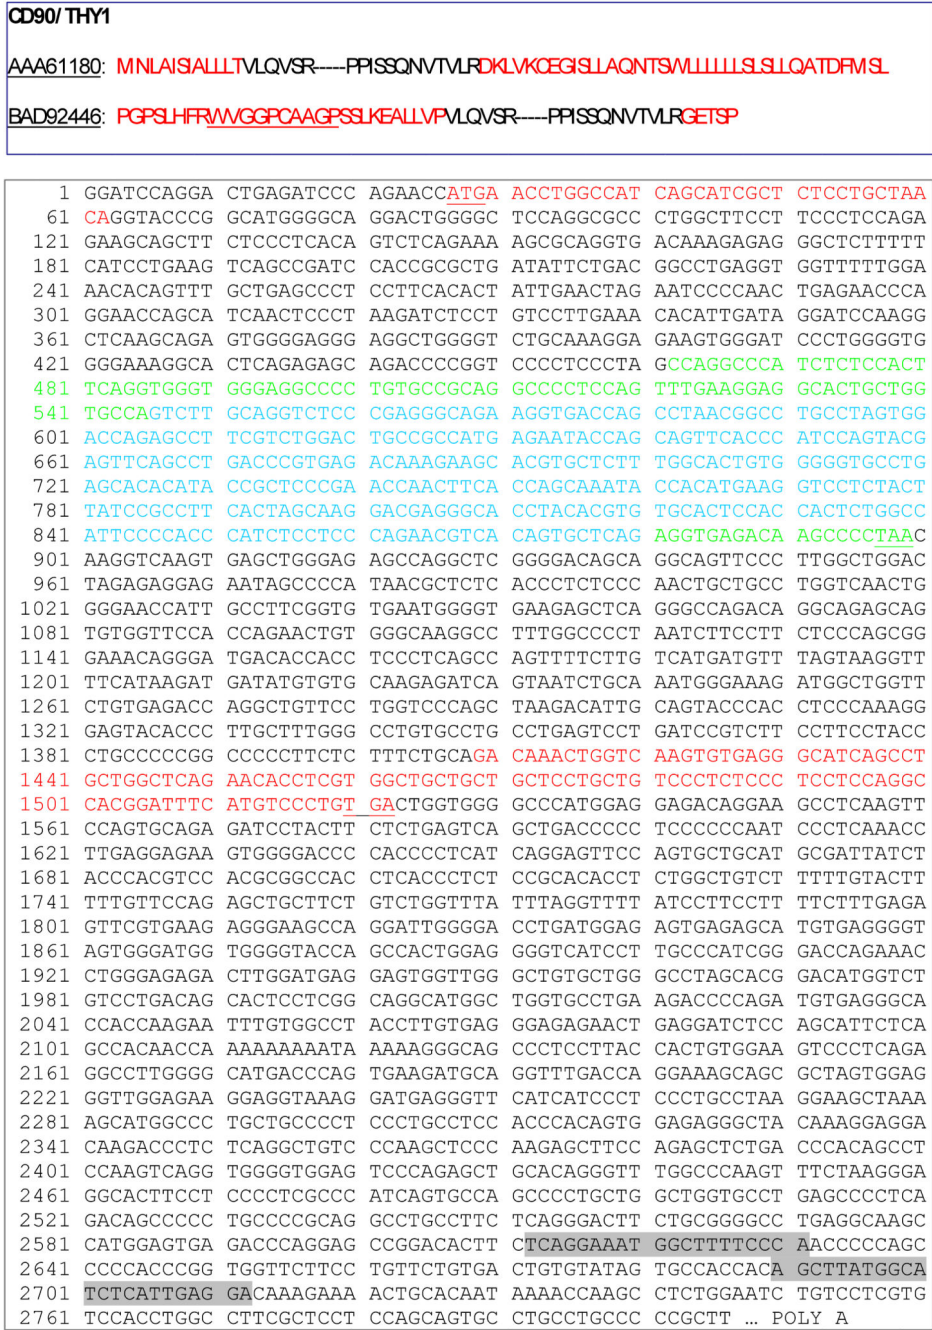 CD90/ THY1
AAA61180: MNLAISIALLLTVLQVSR-----PPISSQNVTVLRDKLVKCEGISLLAQNTSWLLLLLLSLSLLQATDFMSL
BAD92446: PGPSLHFRWVGGPCAAGPSSLKEALLVPVLQVSR-----PPISSQNVTVLRGETSP
1 GGATCCAGGA CTGAGATCCC AGAACCATGA ACCTGGCCAT CAGCATCGCT CTCCTGCTAA
61 CAGGTACCCG GCATGGGGCA GGACTGGGGC TCCAGGCGCC CTGGCTTCCT TCCCTCCAGA
121 GAAGCAGCTT CTCCCTCACA GTCTCAGAAA AGCGCAGGTG ACAAAGAGAG GGCTCTTTTT
181 CATCCTGAAG TCAGCCGATC CACCGCGCTG ATATTCTGAC GGCCTGAGGT GGTTTTTGGA
241 AACACAGTTT GCTGAGCCCT CCTTCACACT ATTGAACTAG AATCCCCAAC TGAGAACCCA
301 GGAACCAGCA TCAACTCCCT AAGATCTCCT GTCCTTGAAA CACATTGATA GGATCCAAGG
361 CTCAAGCAGA GTGGGGAGGG AGGCTGGGGT CTGCAAAGGA GAAGTGGGAT CCCTGGGGTG
421 GGGAAAGGCA CTCAGAGAGC AGACCCCGGT CCCCTCCTAG CCAGGCCCAT CTCTCCACT
481 TCAGGTGGGT GGGAGGCCCC TGTGCCGCAG GCCCCTCCAG TTTGAAGGAG GCACTGCTGG
541 TGCCAGTCTT GCAGGTCTCC CGAGGGCAGA AGGTGACCAG CCTAACGGCC TGCCTAGTGG
601 ACCAGAGCCT TCGTCTGGAC TGCCGCCATG AGAATACCAG CAGTTCACCC ATCCAGTACG
661 AGTTCAGCCT GACCCGTGAG ACAAAGAAGC ACGTGCTCTT TGGCACTGTG GGGGTGCCTG
721 AGCACACATA CCGCTCCCGA ACCAACTTCA CCAGCAAATA CCACATGAAG GTCCTCTACT
781 TATCCGCCTT CACTAGCAAG GACGAGGGCA CCTACACGTG TGCACTCCAC CACTCTGGCC
841 ATTCCCCACC CATCTCCTCC CAGAACGTCA CAGTGCTCAG AGGTGAGACA AGCCCCTAAC
901 AAGGTCAAGT GAGCTGGGAG AGCCAGGCTC GGGGACAGCA GGCAGTTCCC TTGGCTGGAC
961 TAGAGAGGAG AATAGCCCCA TAACGCTCTC ACCCTCTCCC AACTGCTGCC TGGTCAACTG
1021 GGGAACCATT GCCTTCGGTG TGAATGGGGT GAAGAGCTCA GGGCCAGACA GGCAGAGCAG
1081 TGTGGTTCCA CCAGAACTGT GGGCAAGGCC TTTGGCCCCT AATCTTCCTT CTCCCAGCGG
1141 GAAACAGGGA TGACACCACC TCCCTCAGCC AGTTTTCTTG TCATGATGTT TAGTAAGGTT
1201 TTCATAAGAT GATATGTGTG CAAGAGATCA GTAATCTGCA AATGGGAAAG ATGGCTGGTT
1261 CTGTGAGACC AGGCTGTTCC TGGTCCCAGC TAAGACATTG CAGTACCCAC CTCCCAAAGG
1321 GAGTACACCC TTGCTTTGGG CCTGTGCCTG CCTGAGTCCT GATCCGTCTT CCTTCCTACC
1381 CTGCCCCCGG CCCCCTTCTC TTTCTGCAGA CAAACTGGTC AAGTGTGAGG GCATCAGCCT
1441 GCTGGCTCAG AACACCTCGT GGCTGCTGCT GCTCCTGCTG TCCCTCTCCC TCCTCCAGGC
1501 CACGGATTTC ATGTCCCTGT GACTGGTGGG GCCCATGGAG GAGACAGGAA GCCTCAAGTT
1561 CCAGTGCAGA GATCCTACTT CTCTGAGTCA GCTGACCCCC TCCCCCCAAT CCCTCAAACC
1621 TTGAGGAGAA GTGGGGACCC CACCCCTCAT CAGGAGTTCC AGTGCTGCAT GCGATTATCT
1681 ACCCACGTCC ACGCGGCCAC CTCACCCTCT CCGCACACCT CTGGCTGTCT TTTTGTACTT
1741 TTTGTTCCAG AGCTGCTTCT GTCTGGTTTA TTTAGGTTTT ATCCTTCCTT TTCTTTGAGA
1801 GTTCGTGAAG AGGGAAGCCA GGATTGGGGA CCTGATGGAG AGTGAGAGCA TGTGAGGGGT
1861 AGTGGGATGG TGGGGTACCA GCCACTGGAG GGGTCATCCT TGCCCATCGG GACCAGAAAC
1921 CTGGGAGAGA CTTGGATGAG GAGTGGTTGG GCTGTGCTGG GCCTAGCACG GACATGGTCT
1981 GTCCTGACAG CACTCCTCGG CAGGCATGGC TGGTGCCTGA AGACCCCAGA TGTGAGGGCA
2041 CCACCAAGAA TTTGTGGCCT ACCTTGTGAG GGAGAGAACT GAGGATCTCC AGCATTCTCA
2101 GCCACAACCA AAAAAAAATA AAAAGGGCAG CCCTCCTTAC CACTGTGGAA GTCCCTCAGA
2161 GGCCTTGGGG CATGACCCAG TGAAGATGCA GGTTTGACCA GGAAAGCAGC GCTAGTGGAG
2221 GGTTGGAGAA GGAGGTAAAG GATGAGGGTT CATCATCCCT CCCTGCCTAA GGAAGCTAAA
2281 AGCATGGCCC TGCTGCCCCT CCCTGCCTCC ACCCACAGTG GAGAGGGCTA CAAAGGAGGA
2341 CAAGACCCTC TCAGGCTGTC CCAAGCTCCC AAGAGCTTCC AGAGCTCTGA CCCACAGCCT
2401 CCAAGTCAGG TGGGGTGGAG TCCCAGAGCT GCACAGGGTT TGGCCCAAGT TTCTAAGGGA
2461 GGCACTTCCT CCCCTCGCCC ATCAGTGCCA GCCCCTGCTG GCTGGTGCCT GAGCCCCTCA
2521 GACAGCCCCC TGCCCCGCAG GCCTGCCTTC TCAGGGACTT CTGCGGGGCC TGAGGCAAGC
2581 CATGGAGTGA GACCCAGGAG CCGGACACTT CTCAGGAAAT GGCTTTTCCC AACCCCCAGC
2641 CCCCACCCGG TGGTTCTTCC TGTTCTGTGA CTGTGTATAG TGCCACCACA GCTTATGGCA
2701 TCTCATTGAG GACAAAGAAA ACTGCACAAT AAAACCAAGC CTCTGGAATC TGTCCTCGTG
2761 TCCACCTGGC CTTCGCTCCT CCAGCAGTGC CTGCCTGCCC CCGCTT ... POLY A